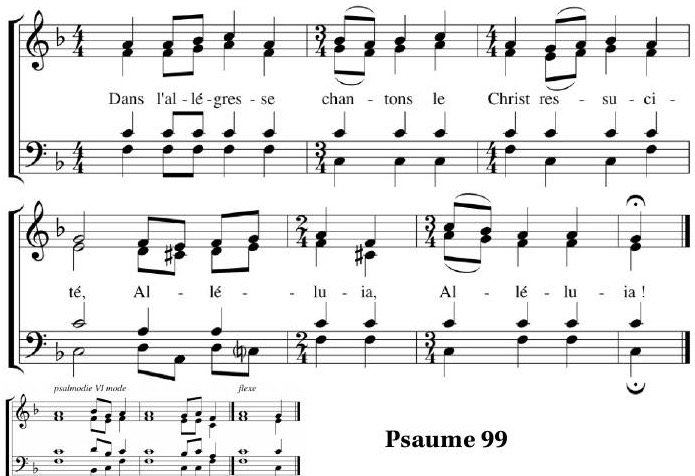 Dans l'al - lé - gres - se chan - tons le Christ res - su - ci -
té, Al - lé - lu - ia, Al - lé - lu - ia !
psalmodie VI mode flexe
Psaume 99